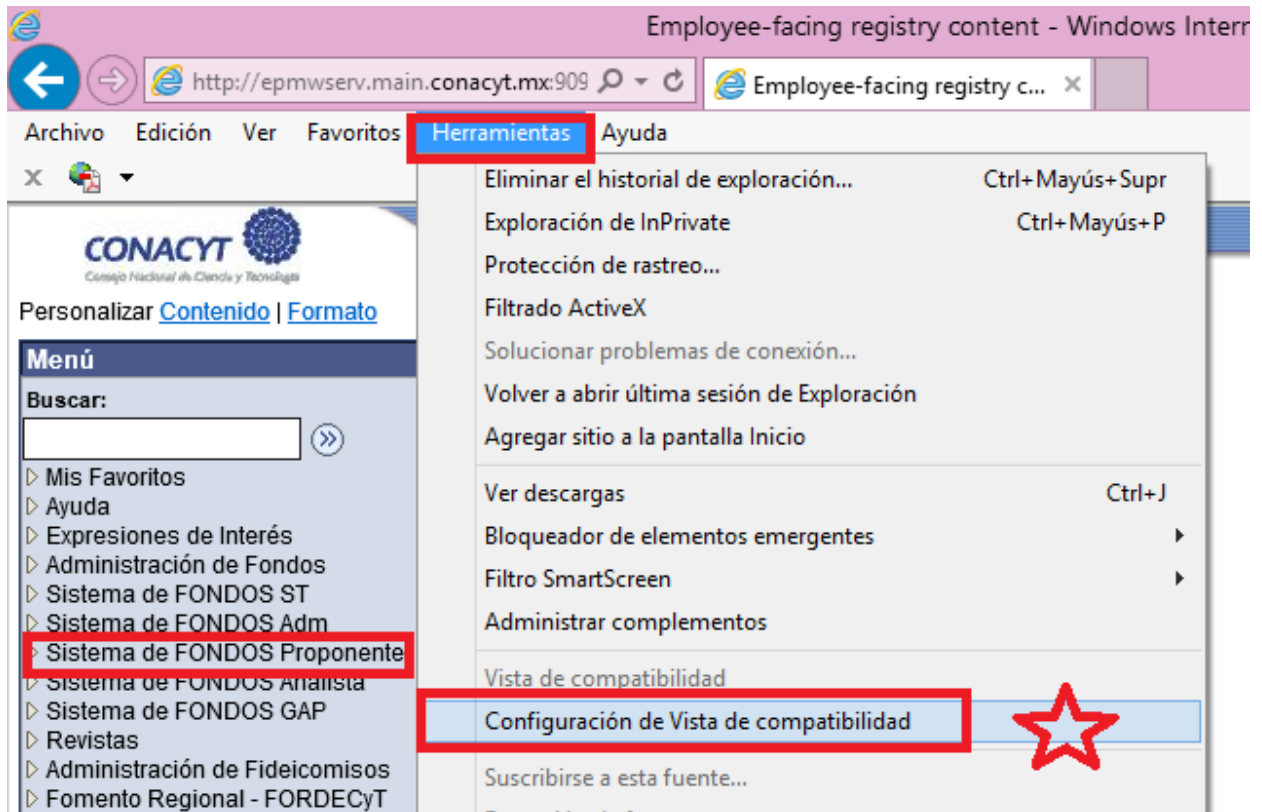 Employee-facing registry content - Windows Intern
http://epmwserv.main.conacyt.mx:909
Employee-facing registry c...
Archivo Edición Ver Favoritos Herramientas Ayuda
CONACYT
Consejo Nacional de Ciencia y Tecnología
Personalizar Contenido | Formato
Menú
Buscar:
Mis Favoritos
Ayuda
Expresiones de Interés
Administración de Fondos
Sistema de FONDOS ST
Sistema de FONDOS Adm
Sistema de FONDOS Proponente
Sistema de FONDOS Analista
Sistema de FONDOS GAP
Revistas
Administración de Fideicomisos
Fomento Regional - FORDECyT
Eliminar el historial de exploración... Ctrl+Mayús+Supr
Exploración de InPrivate Ctrl+Mayús+P
Protección de rastreo...
Filtrado ActiveX
Solucionar problemas de conexión...
Volver a abrir última sesión de Exploración
Agregar sitio a la pantalla Inicio
Ver descargas Ctrl+J
Bloqueador de elementos emergentes
Filtro SmartScreen
Administrar complementos
Vista de compatibilidad
Configuración de Vista de compatibilidad
Suscribirse a esta fuente...